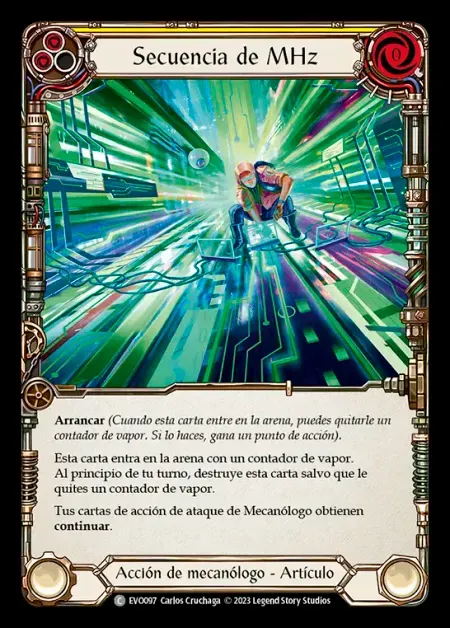 Secuencia de MHz
0
Arrancar (Cuando esta carta entre en la arena, puedes quitarle un
contador de vapor. Si lo haces, gana un punto de acción).
Esta carta entra en la arena con un contador de vapor.
Al principio de tu turno, destruye esta carta salvo que le
quites un contador de vapor.
Tus cartas de acción de ataque de Mecanólogo obtienen
continuar.
Acción de mecanólogo - Artículo
C EVO097 Carlos Cruchaga © 2023 Legend Story Studios